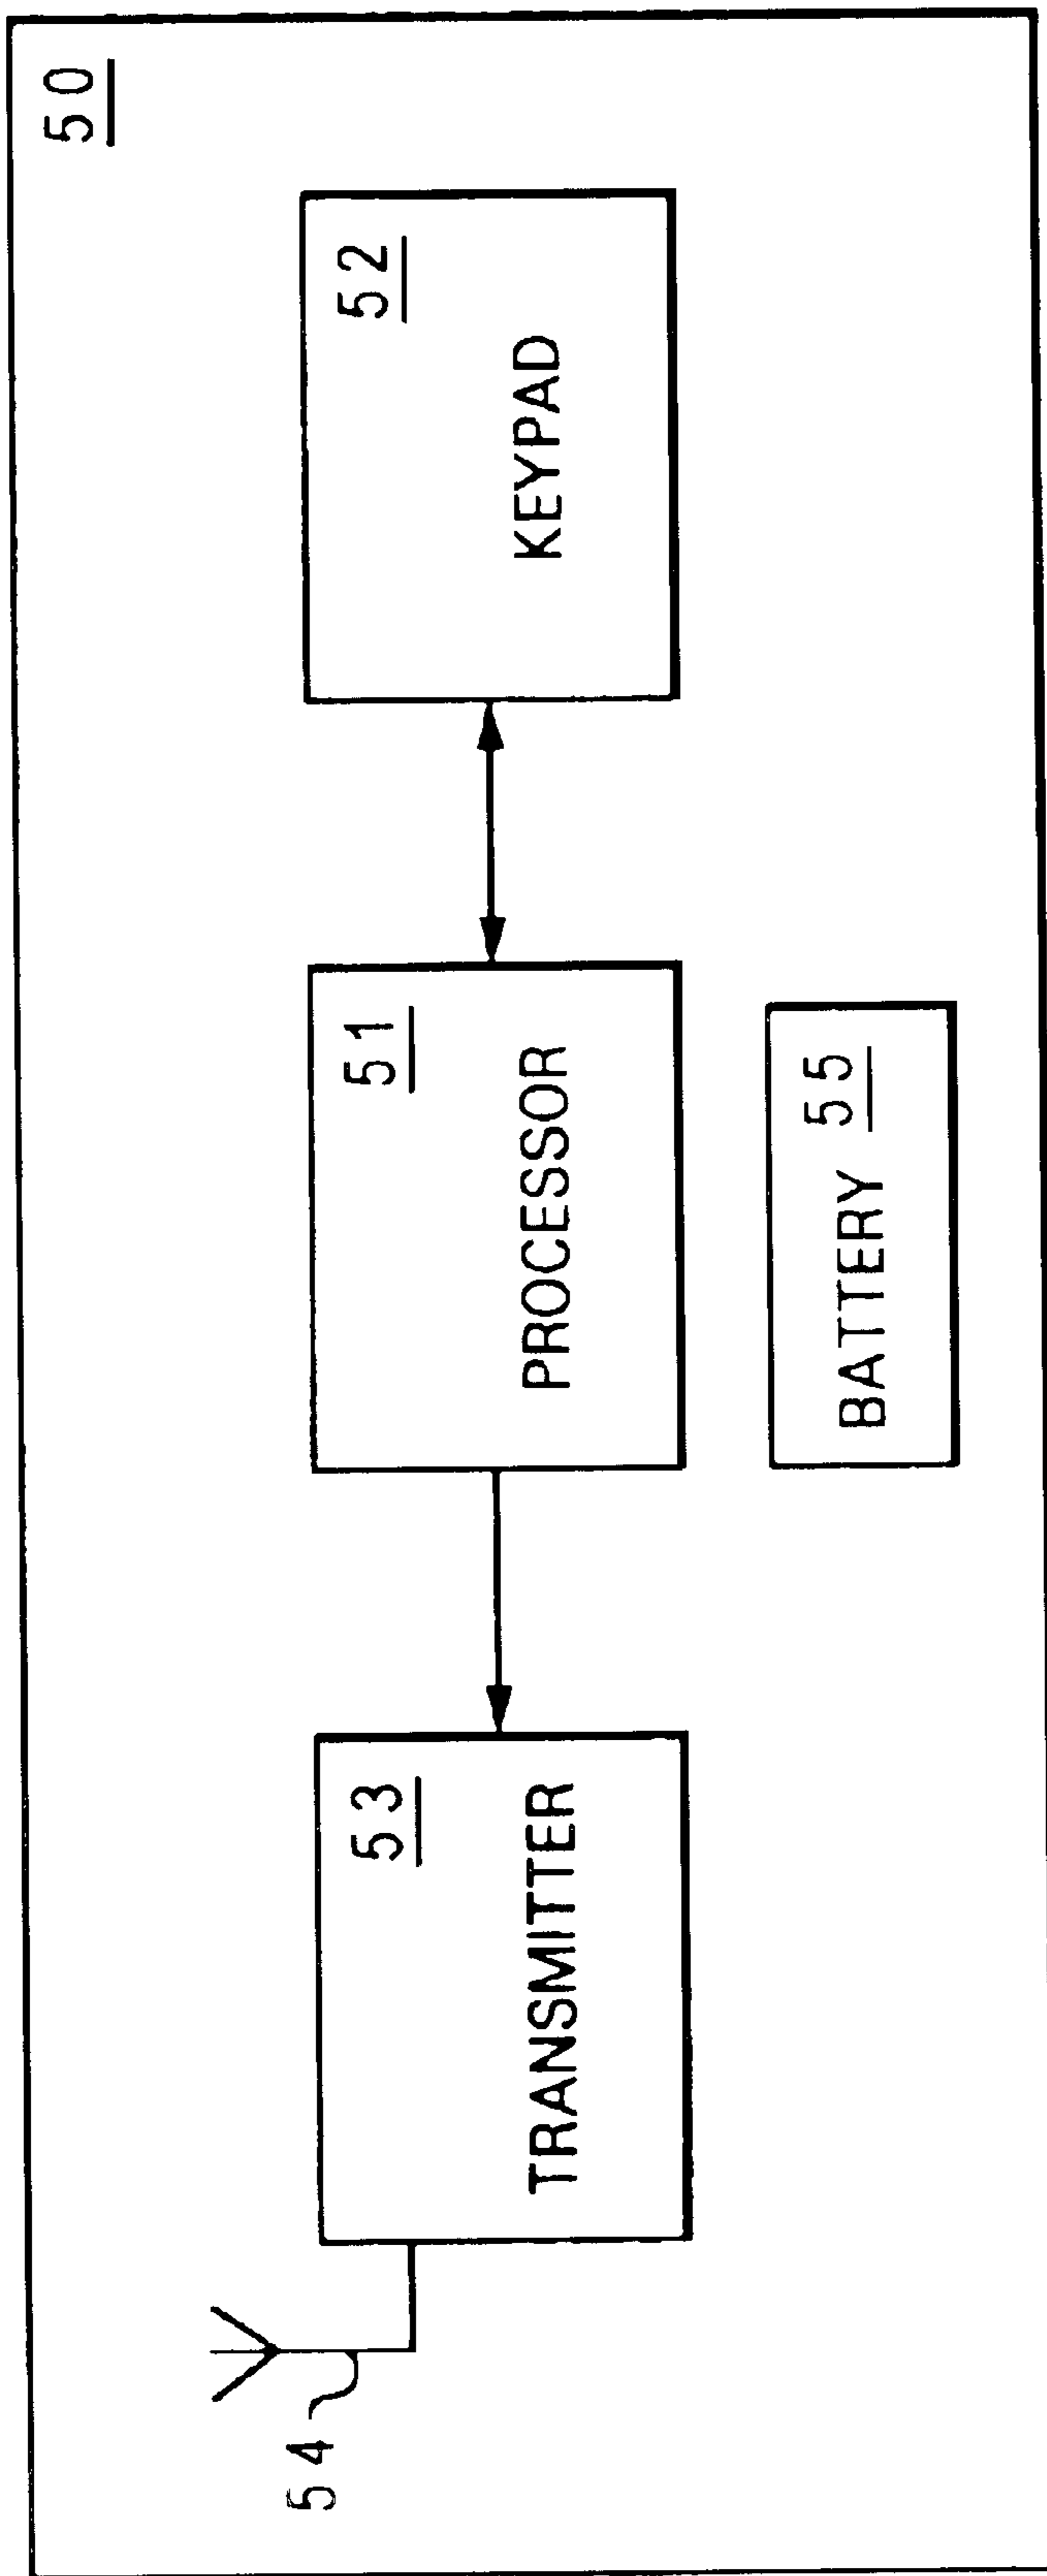 50
53
TRANSMITTER
51
PROCESSOR
52
KEYPAD
54
BATTERY 55